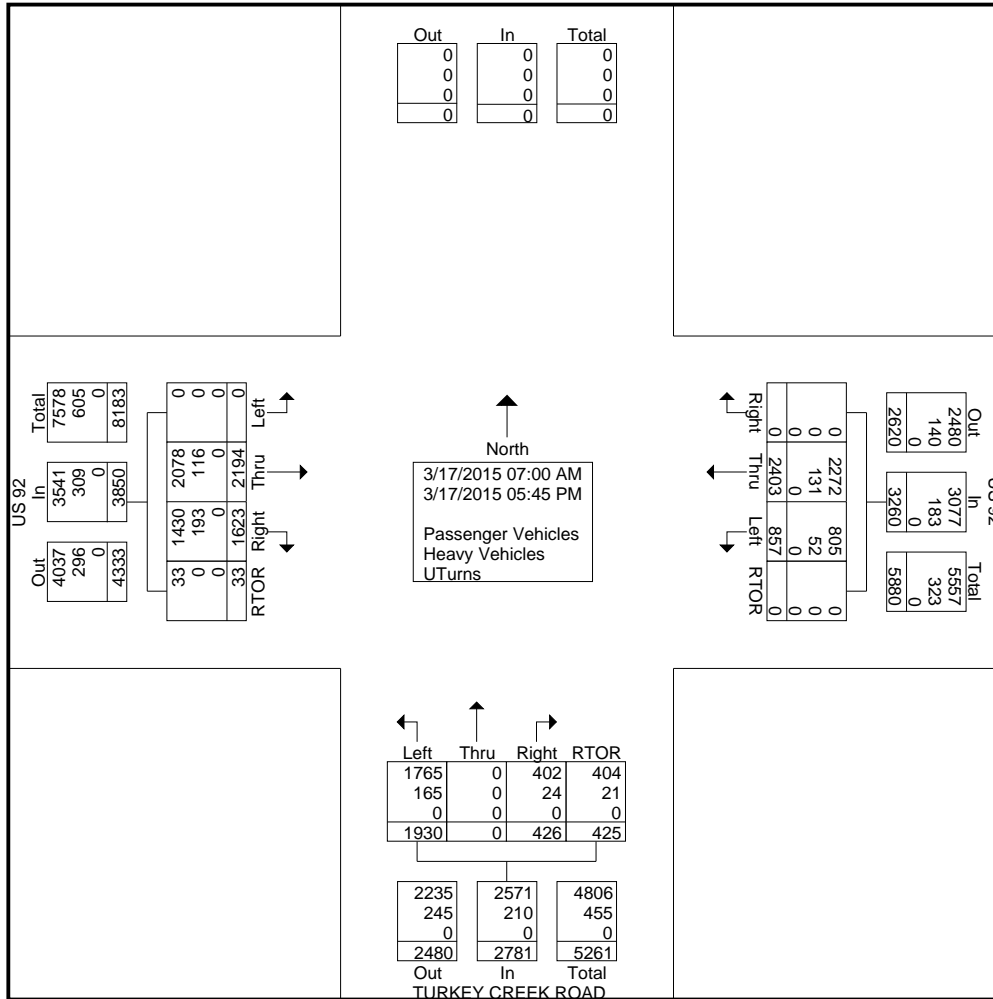 Out In Total
0 0 0
0 0 0
0 0 0
0 0 0
US 92
Total In Out
7578 3541 4037
605 309 296
0 0 0
8183 3850 4333
0 2078 1430 33
0 116 193 0
0 0 0 0
0 2194 1623 33
Left Thru Right RTOR
North
3/17/2015 07:00 AM
3/17/2015 05:45 PM
Passenger Vehicles
Heavy Vehicles
UTurns
Right Thru Left RTOR
0 2272 805 0
0 131 52 0
0 0 0 0
0 2403 857 0
Out In Total
2480 3077 5557
140 183 323
0 0 0
2620 3260 5880
Left Thru Right RTOR
1765 0 402 404
165 0 24 21
0 0 0 0
1930 0 426 425
2235 2571 4806
245 210 455
0 0 0
2480 2781 5261
Out In Total
TURKEY CREEK ROAD